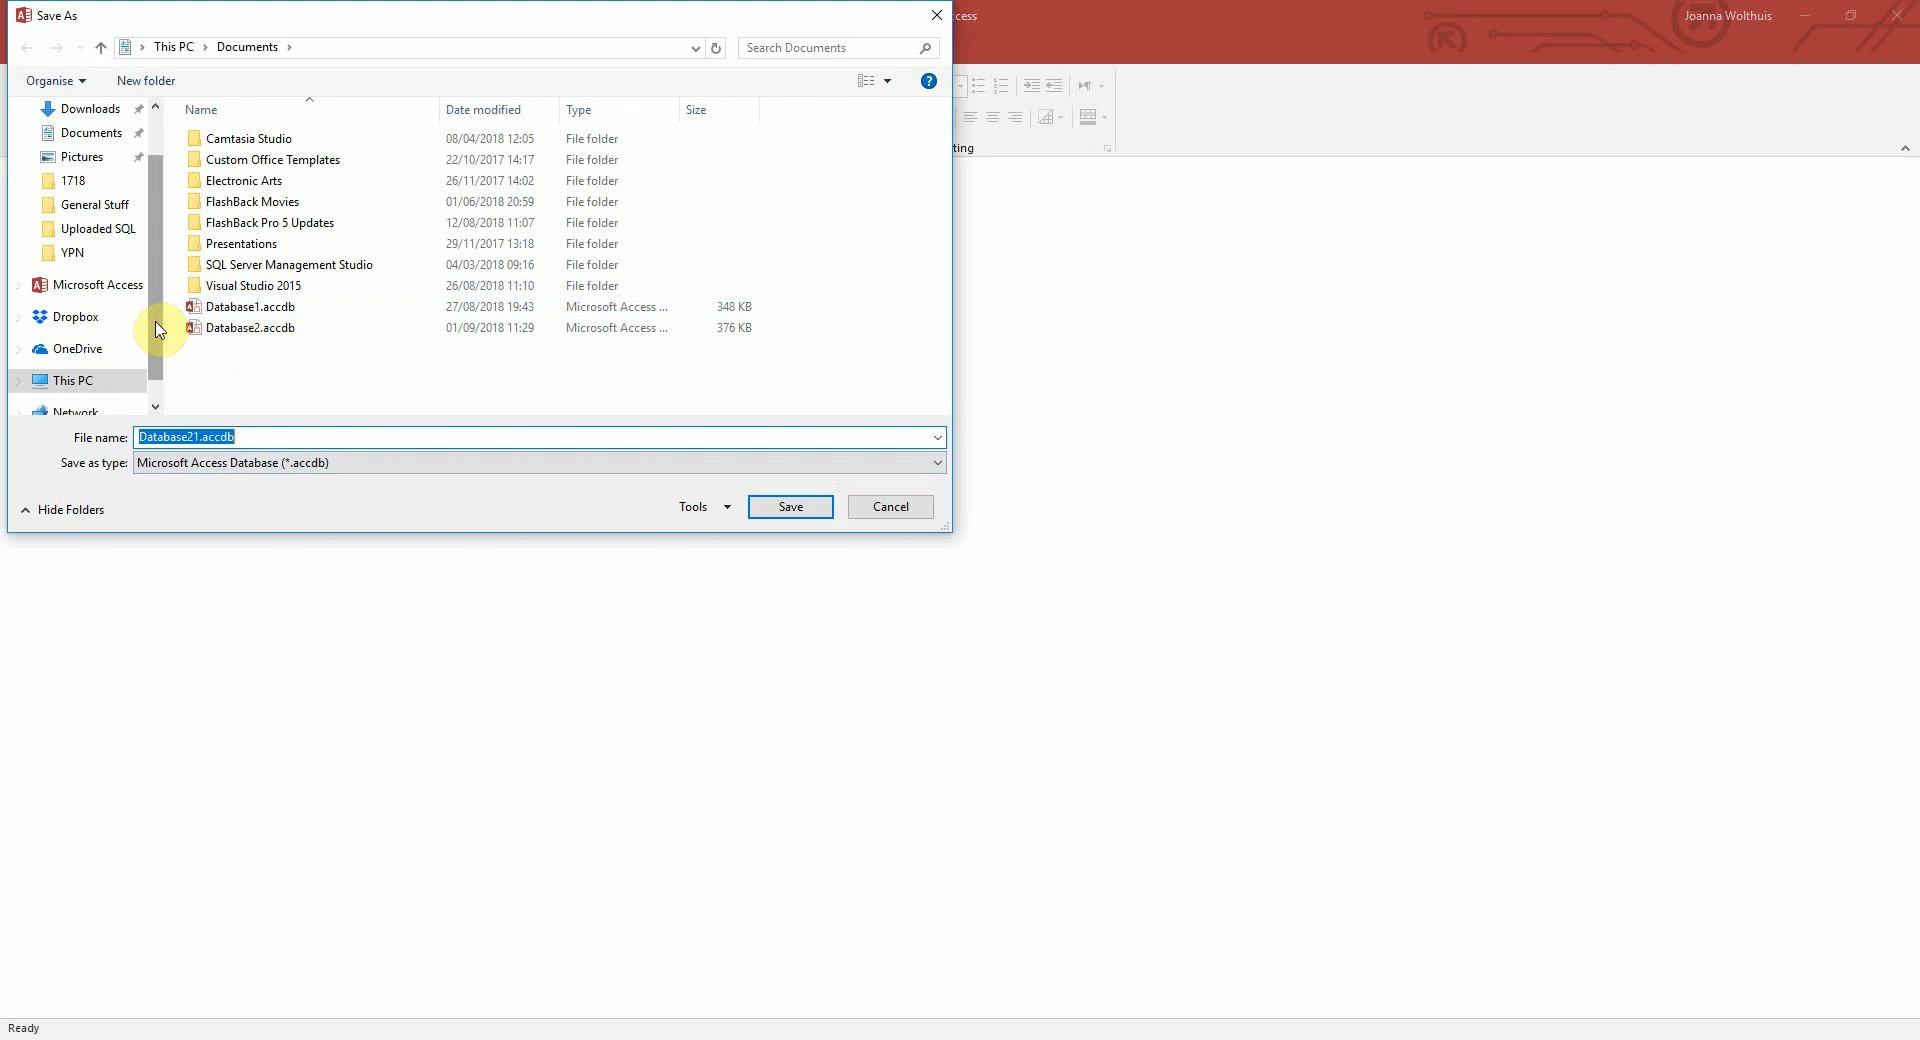 Save As
cess
Joanna Wolthuis
This PC > Documents >
Search Documents
Organise
New folder
?
Name
Date modified
Type
Size
Downloads
Documents
Pictures
1718
General Stuff
Uploaded SQL
YPN
Microsoft Access
Dropbox
OneDrive
This PC
Network
Camtasia Studio 08/04/2018 12:05 File folder
Custom Office Templates 22/10/2017 14:17 File folder
Electronic Arts 26/11/2017 14:02 File folder
FlashBack Movies 01/06/2018 20:59 File folder
FlashBack Pro 5 Updates 12/08/2018 11:07 File folder
Presentations 29/11/2017 13:18 File folder
SQL Server Management Studio 04/03/2018 09:16 File folder
Visual Studio 2015 26/08/2018 11:10 File folder
Database1.accdb 27/08/2018 19:43 Microsoft Access ... 348 KB
Database2.accdb 01/09/2018 11:29 Microsoft Access ... 376 KB
ting
File name: Database21.accdb
Save as type: Microsoft Access Database (*.accdb)
Hide Folders
Tools
Save
Cancel
Ready